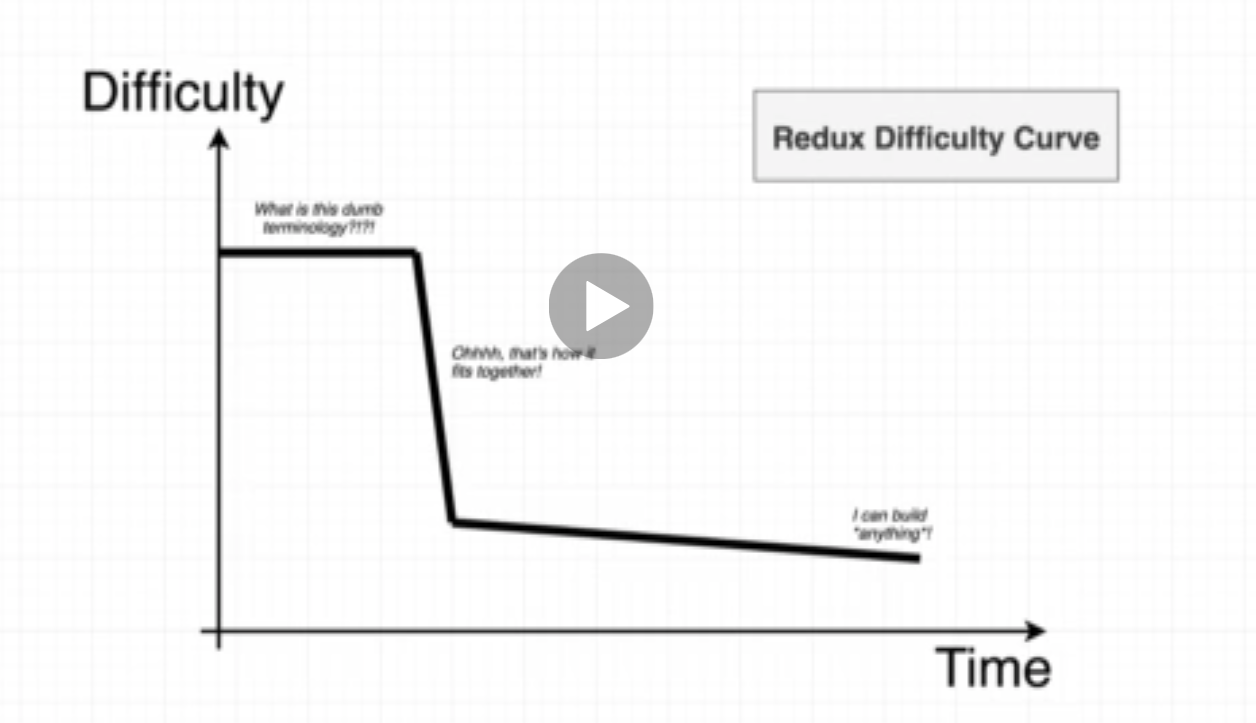 Difficulty
Redux Difficulty Curve
What is this dumb
terminology?!?!
Ohhhh, that's how it
fits together!
I can build
*anything*!
Time